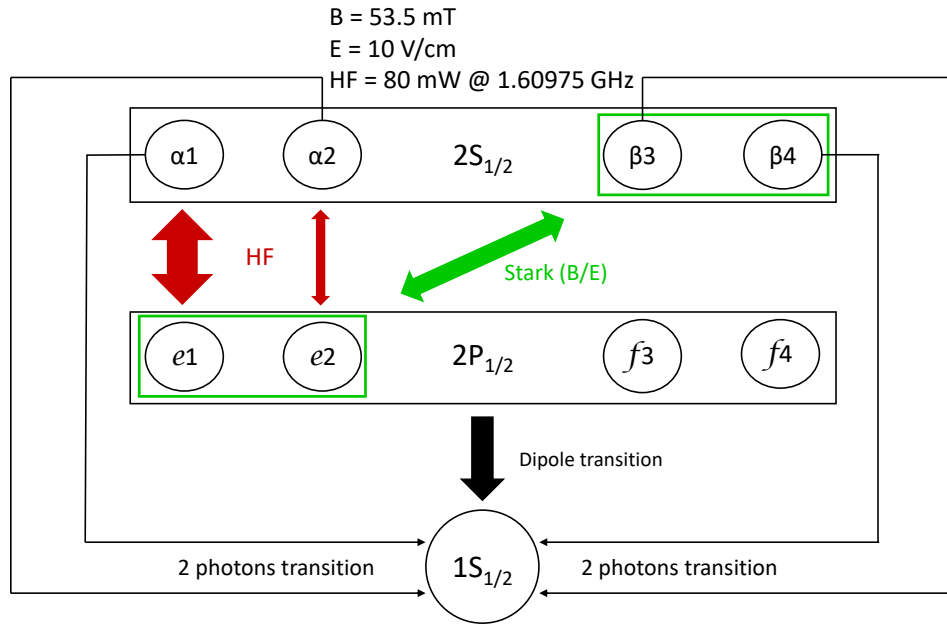 B = 53.5 mT
E = 10 V/cm
HF = 80 mW @ 1.60975 GHz
α1 α2 2S1/2 β3 β4
HF
Stark (B/E)
e1 e2 2P1/2 f3 f4
Dipole transition
2 photons transition 1S1/2 2 photons transition